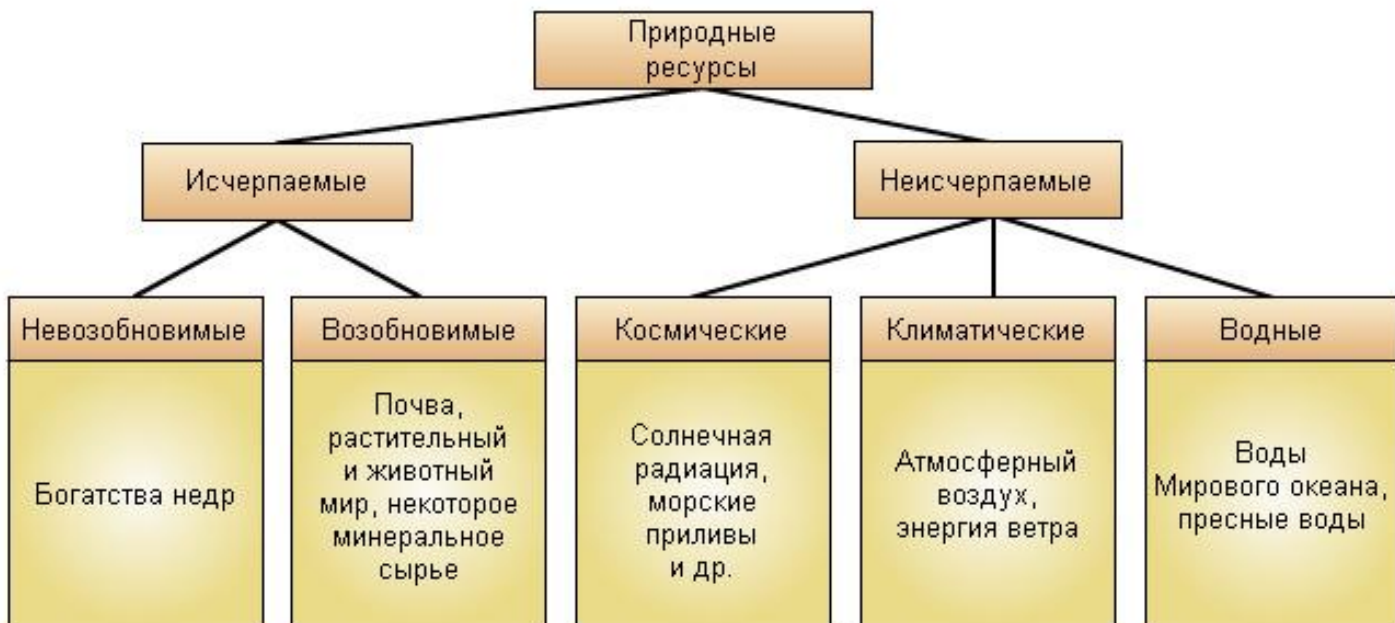 Природные
ресурсы
Исчерпаемые
Неисчерпаемые
Невозобновимые
Богатства недр
Возобновимые
Почва,
растительный
и животный
мир, некоторое
минеральное
сырье
Космические
Солнечная
радиация,
морские
приливы
и др.
Климатические
Атмосферный
воздух,
энергия ветра
Водные
Воды
Мирового океана,
пресные воды